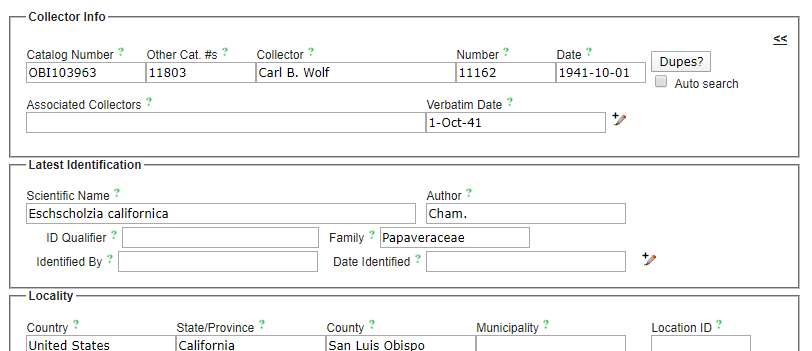 Collector Info
<<
Catalog Number ? Other Cat. #s ? Collector ? Number ? Date ?
OBI103963 11803 Carl B. Wolf 11162 1941-10-01 Dupes?
Auto search
Associated Collectors ? Verbatim Date ?
1-Oct-41
Latest Identification
Scientific Name ? Author ?
Eschscholzia californica Cham.
ID Qualifier ? Family ? Papaveraceae
Identified By ? Date Identified ?
Locality
Country ? State/Province ? County ? Municipality ? Location ID ?
United States California San Luis Obispo